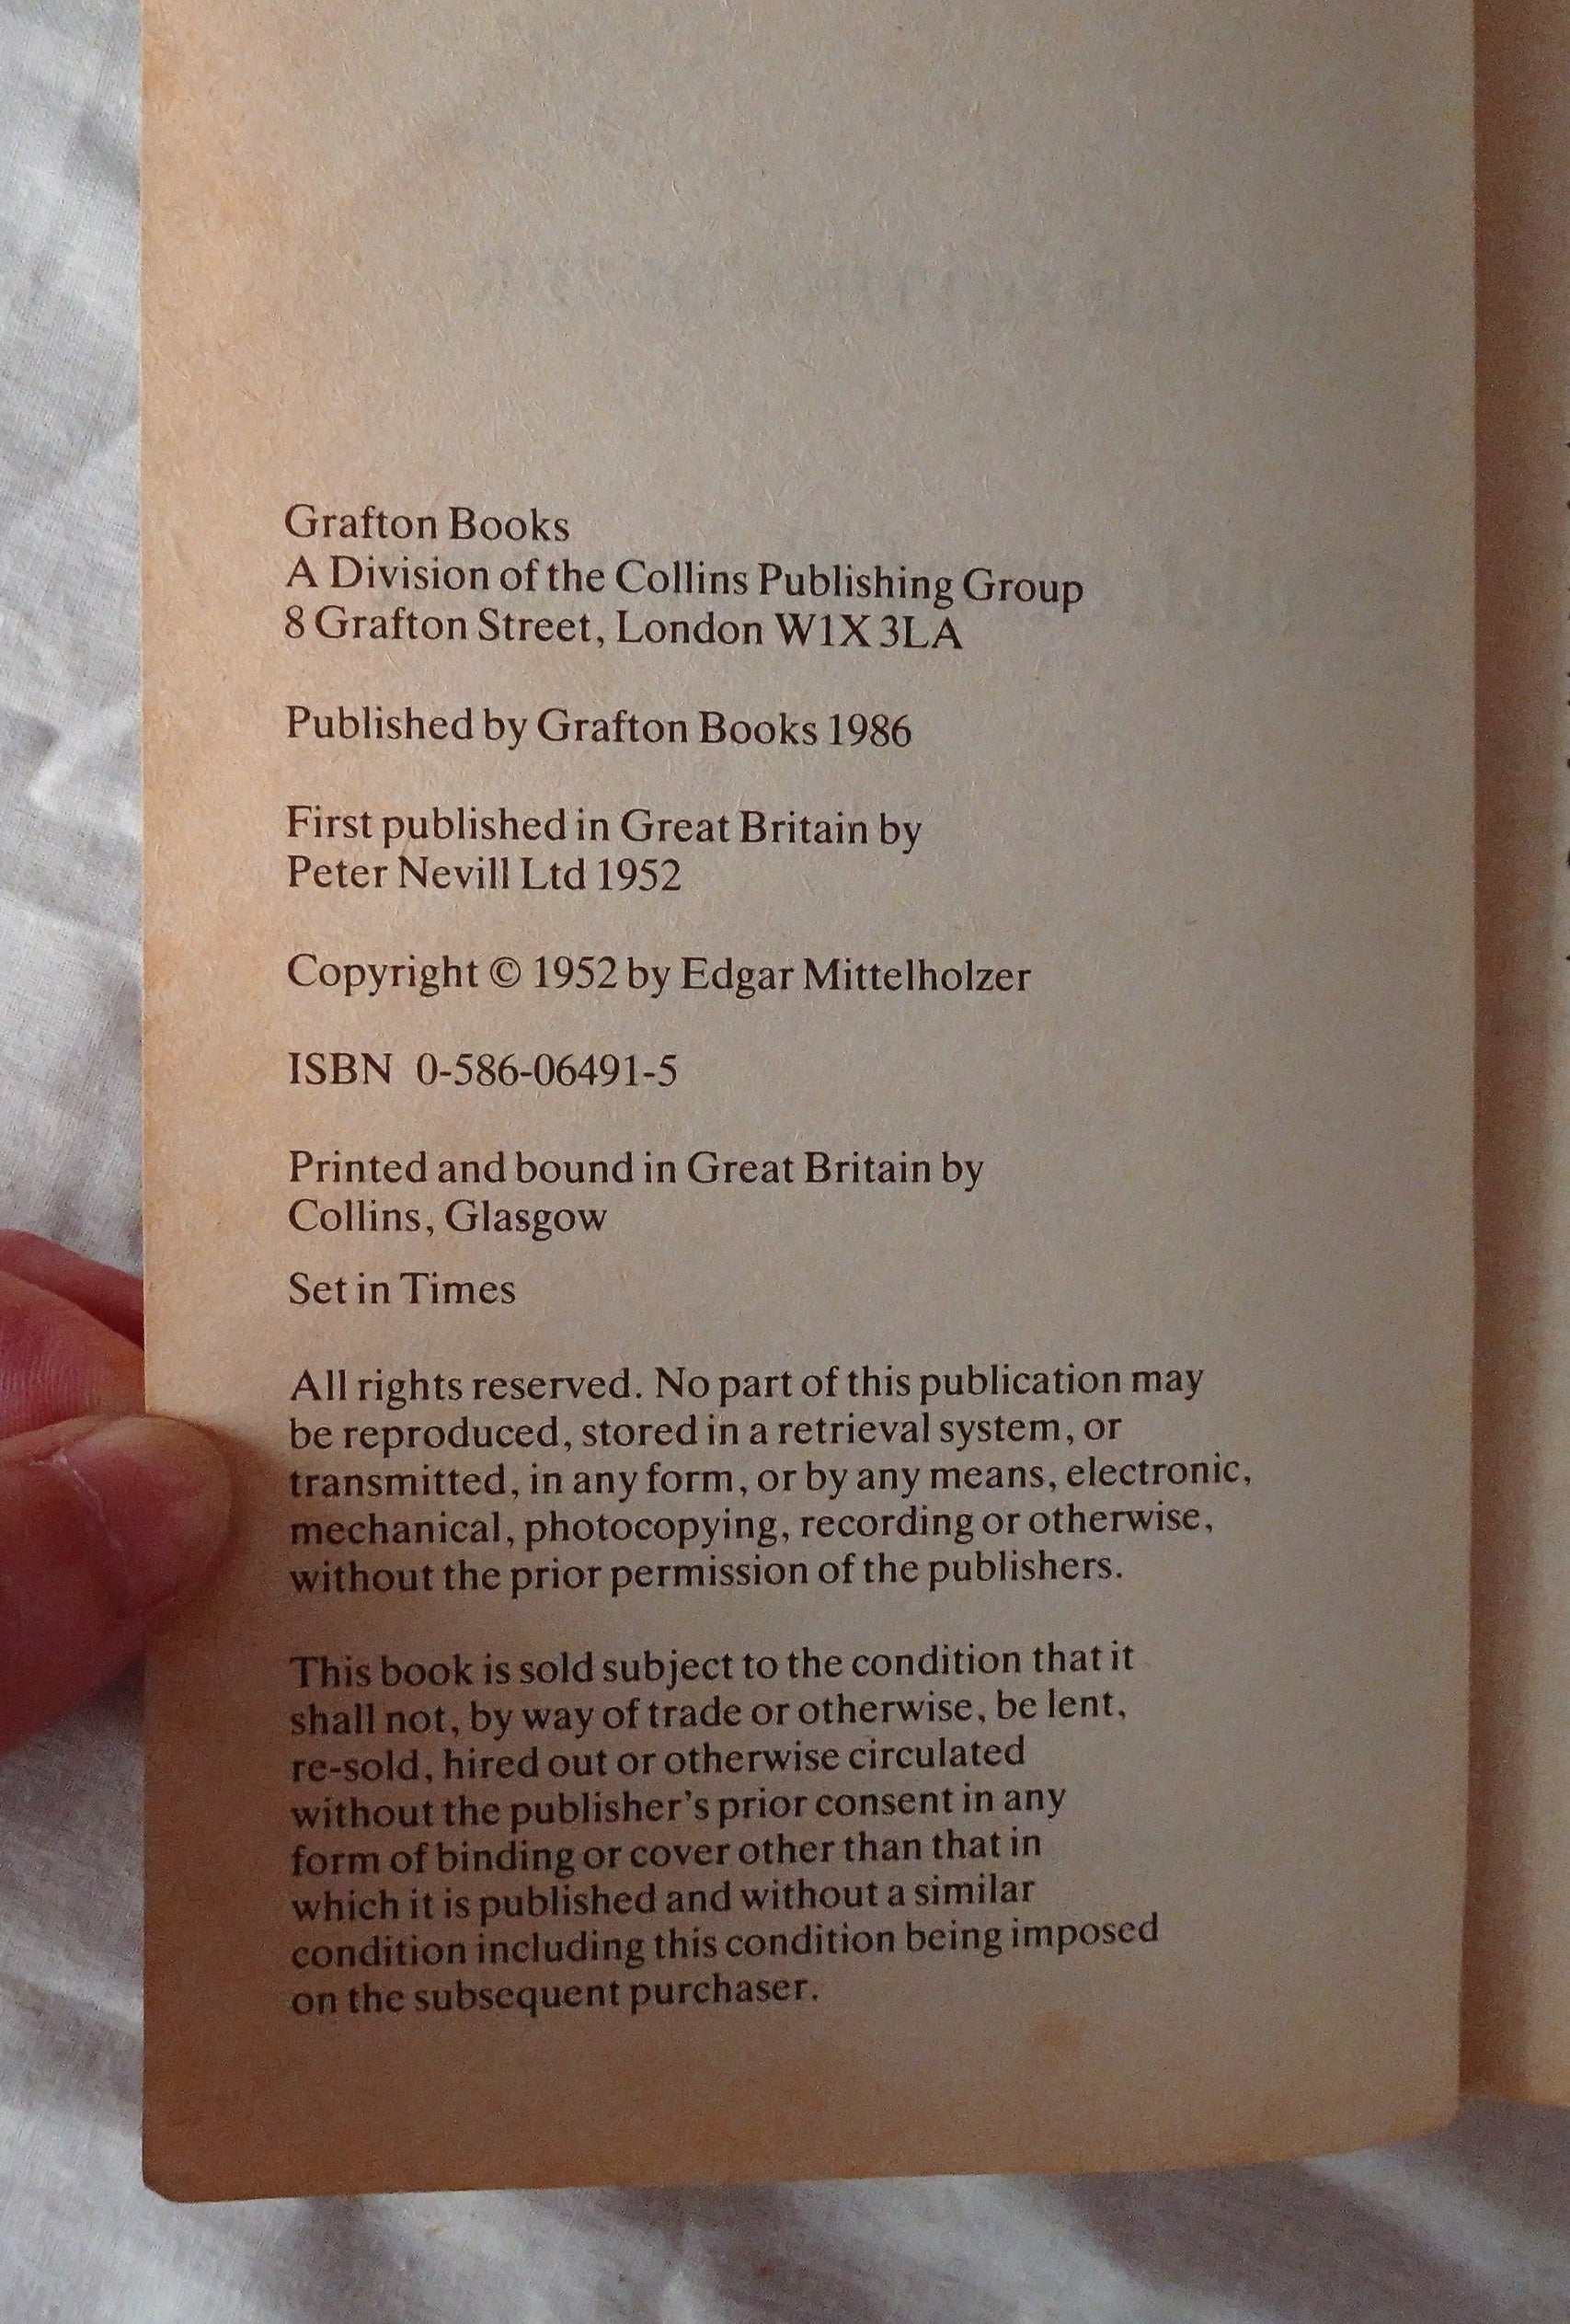 Grafton Books
A Division of the Collins Publishing Group
8 Grafton Street, London W1X 3LA
Published by Grafton Books 1986
First published in Great Britain by
Peter Nevill Ltd 1952
Copyright © 1952 by Edgar Mittelholzer
ISBN 0-586-06491-5
Printed and bound in Great Britain by
Collins, Glasgow
Set in Times
All rights reserved. No part of this publication may
be reproduced, stored in a retrieval system, or
transmitted, in any form, or by any means, electronic,
mechanical, photocopying, recording or otherwise,
without the prior permission of the publishers.
This book is sold subject to the condition that it
shall not, by way of trade or otherwise, be lent,
re-sold, hired out or otherwise circulated
without the publisher's prior consent in any
form of binding or cover other than that in
which it is published and without a similar
condition including this condition being imposed
on the subsequent purchaser.